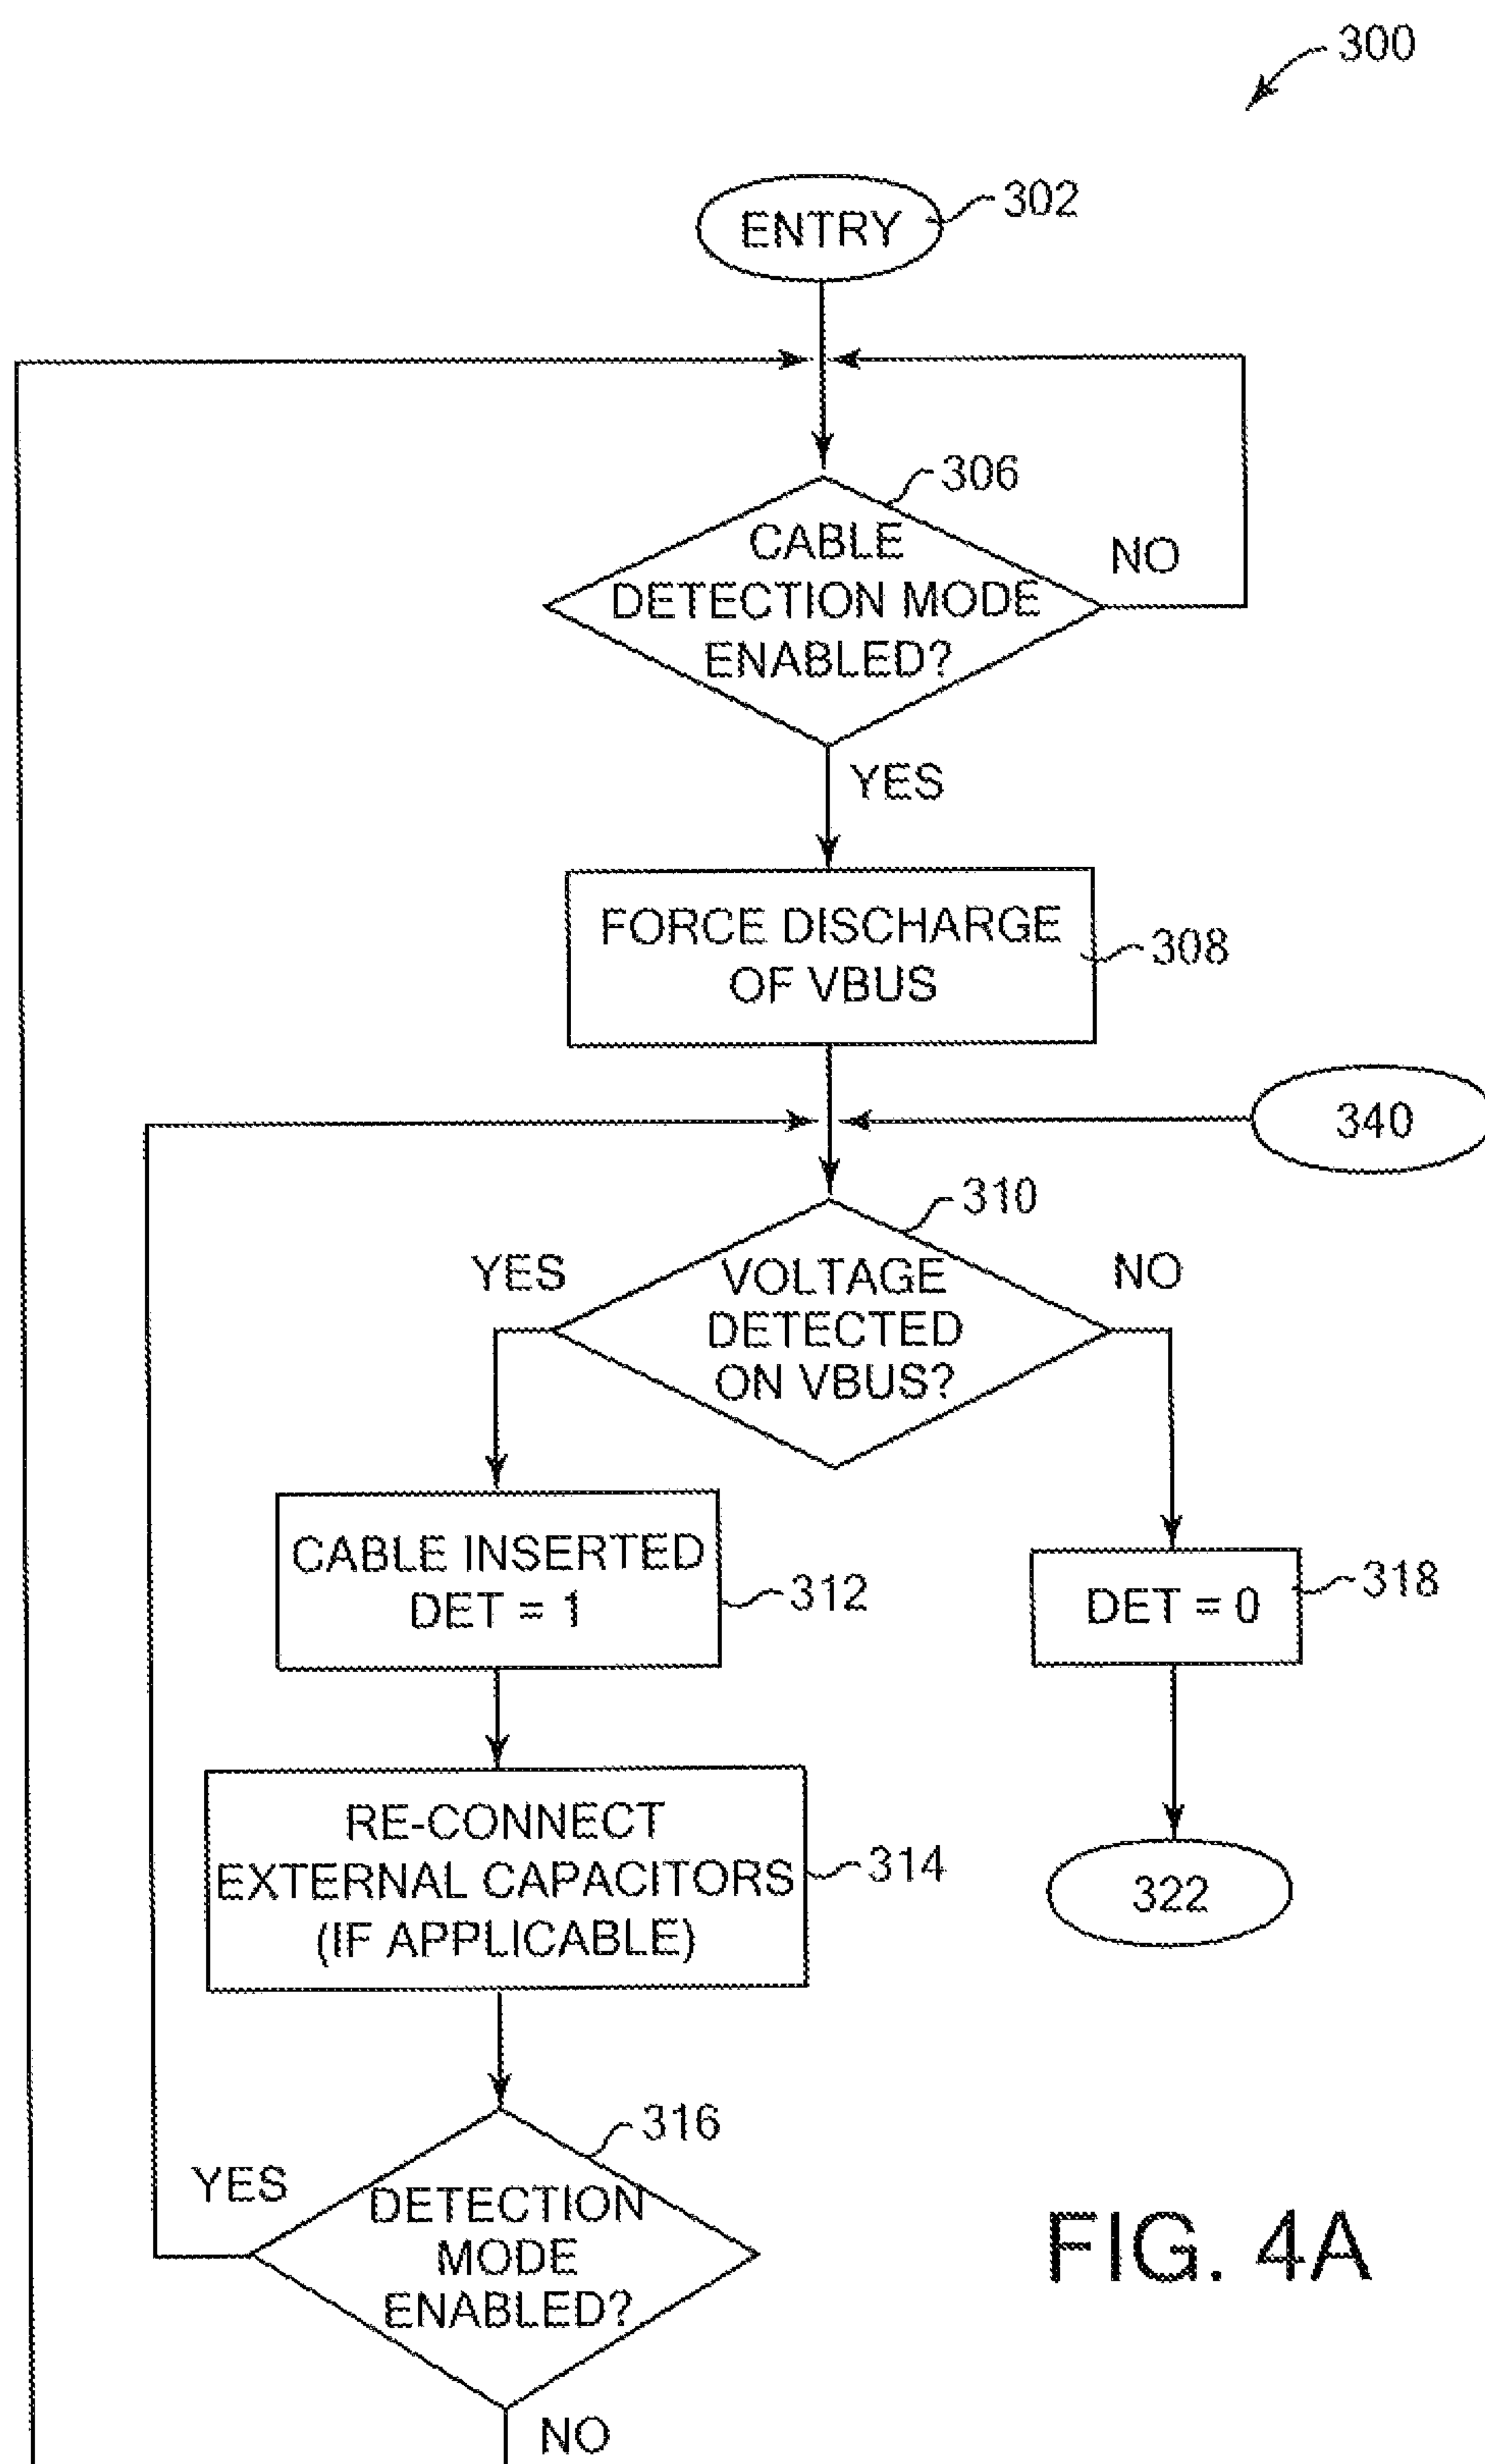 300
ENTRY
302
306
CABLE
DETECTION MODE
ENABLED?
NO
YES
FORCE DISCHARGE
OF VBUS
308
340
310
YES
VOLTAGE
DETECTED
ON VBUS?
NO
CABLE INSERTED
DET = 1
312
DET = 0
318
RE-CONNECT
EXTERNAL CAPACITORS
(IF APPLICABLE)
314
322
316
YES
DETECTION
MODE
ENABLED?
NO
FIG. 4A